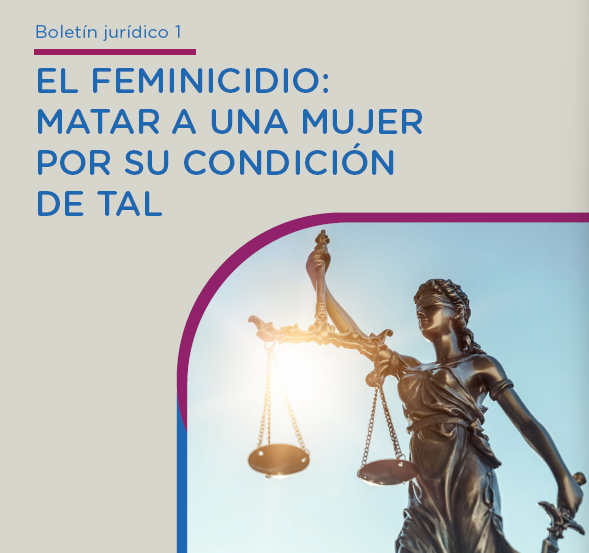 Boletín jurídico 1
EL FEMINICIDIO:
MATAR A UNA MUJER
POR SU CONDICIÓN
DE TAL